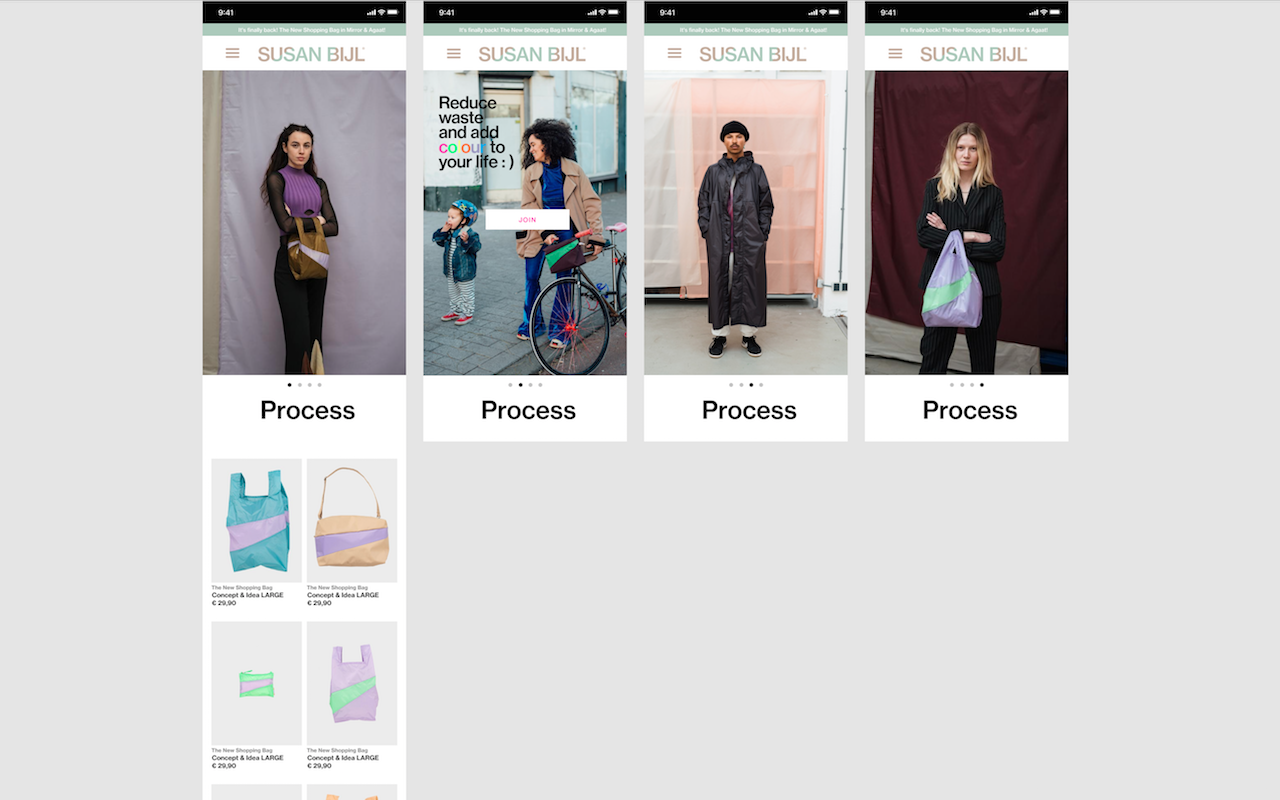 9:41
It's finally back! The New Shopping Bag in Mirror & Agast!
SUSAN BIJL
Process
The New Shopping Bag
Concept & Idea LARGE
€ 29,90
The New Shopping Bag
Concept & Idea LARGE
€ 29,90
The New Shopping Bag
Concept & Idea LARGE
€ 29,90
The New Shopping Bag
Concept & Idea LARGE
€ 29,90
9:41
It's finally back! The New Shopping Bag in Mirror & Agast!
SUSAN BIJL
Reduce
waste
and add
co our to
your life : )
JOIN
Process
9:41
It's finally back! The New Shopping Bag in Mirror & Agast!
SUSAN BIJL
Process
9:41
It's finally back! The New Shopping Bag in Mirror & Agast!
SUSAN BIJL
Process